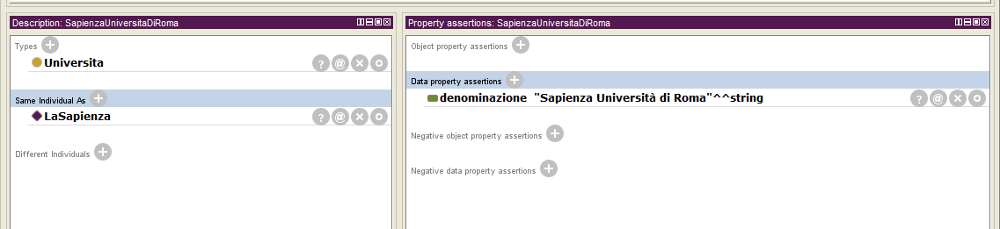 Description: SapienzaUniversitaDiRoma
Types
Universita
Same Individual As
LaSapienza
Different Individuals
Property assertions: SapienzaUniversitaDiRoma
Object property assertions
Data property assertions
denominazione "Sapienza Università di Roma"^^string
Negative object property assertions
Negative data property assertions